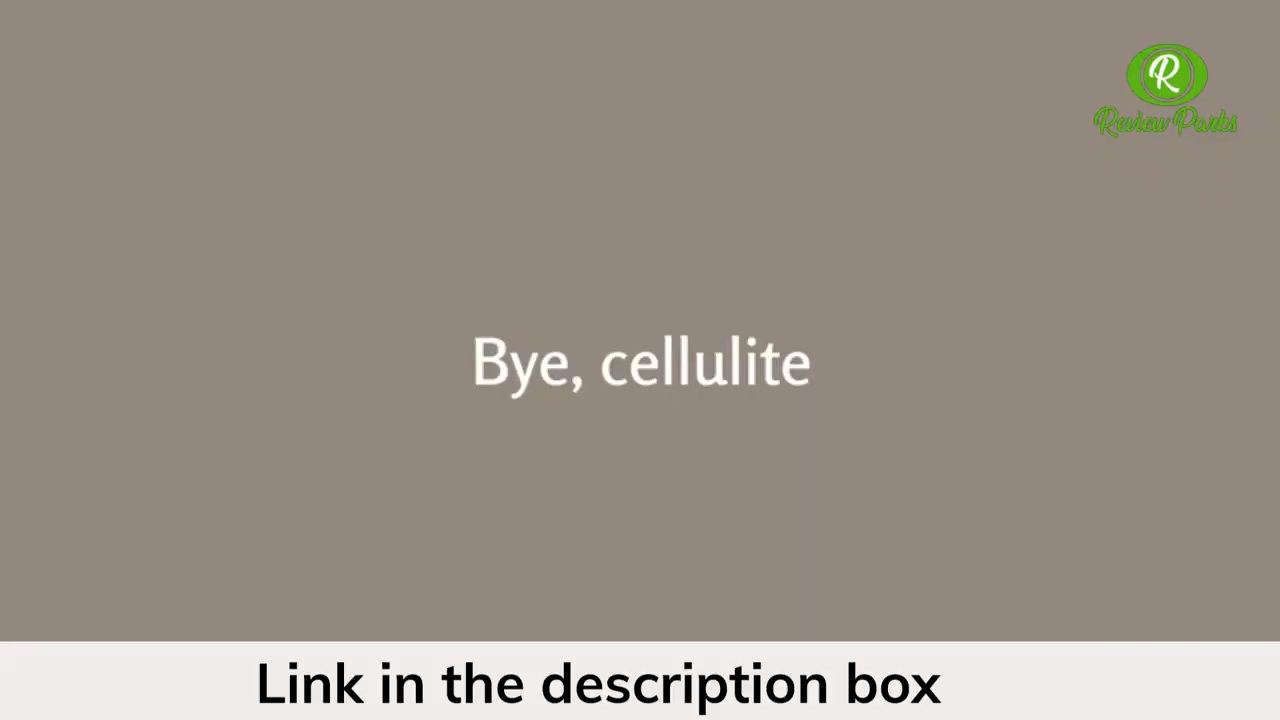 R
Review Parks
Bye, cellulite
Link in the description box